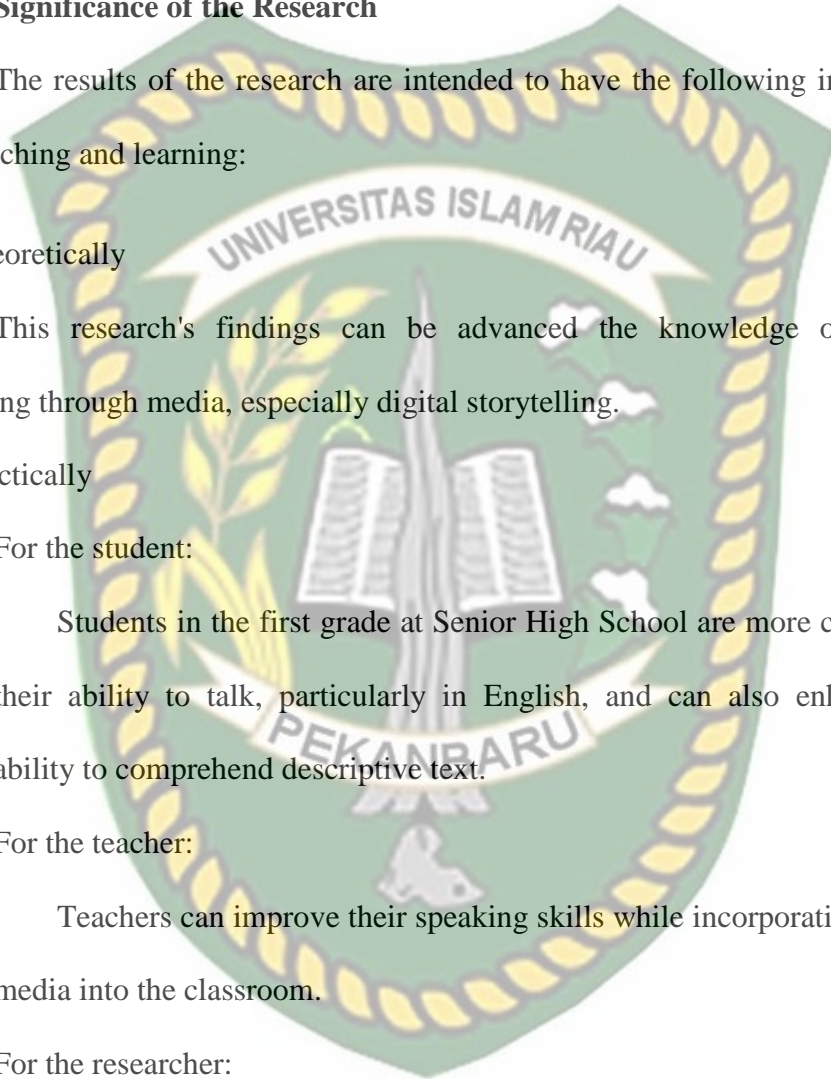 Significance of the Research
The results of the research are intended to have the following
ching and learning:
UNIVERSITAS ISLAM RIAU
eoretically
This research's findings can be advanced the knowledge
ng through media, especially digital storytelling.
ctically
For the student:
Students in the first grade at Senior High School are more
their ability to talk, particularly in English, and can also
PEKANBARU
ability to comprehend descriptive text.
For the teacher:
Teachers can improve their speaking skills while
media into the classroom.
For the researcher: